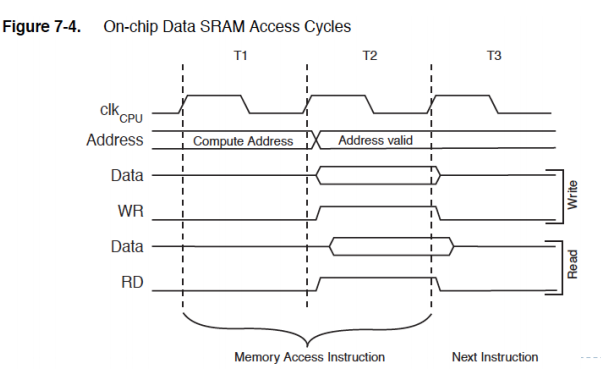 Figure 7-4. On-chip Data SRAM Access Cycles
T1 T2 T3
clkCPU
Address Compute Address Address valid
Data
WR
Write
Data
RD
Read
Memory Access Instruction Next Instruction